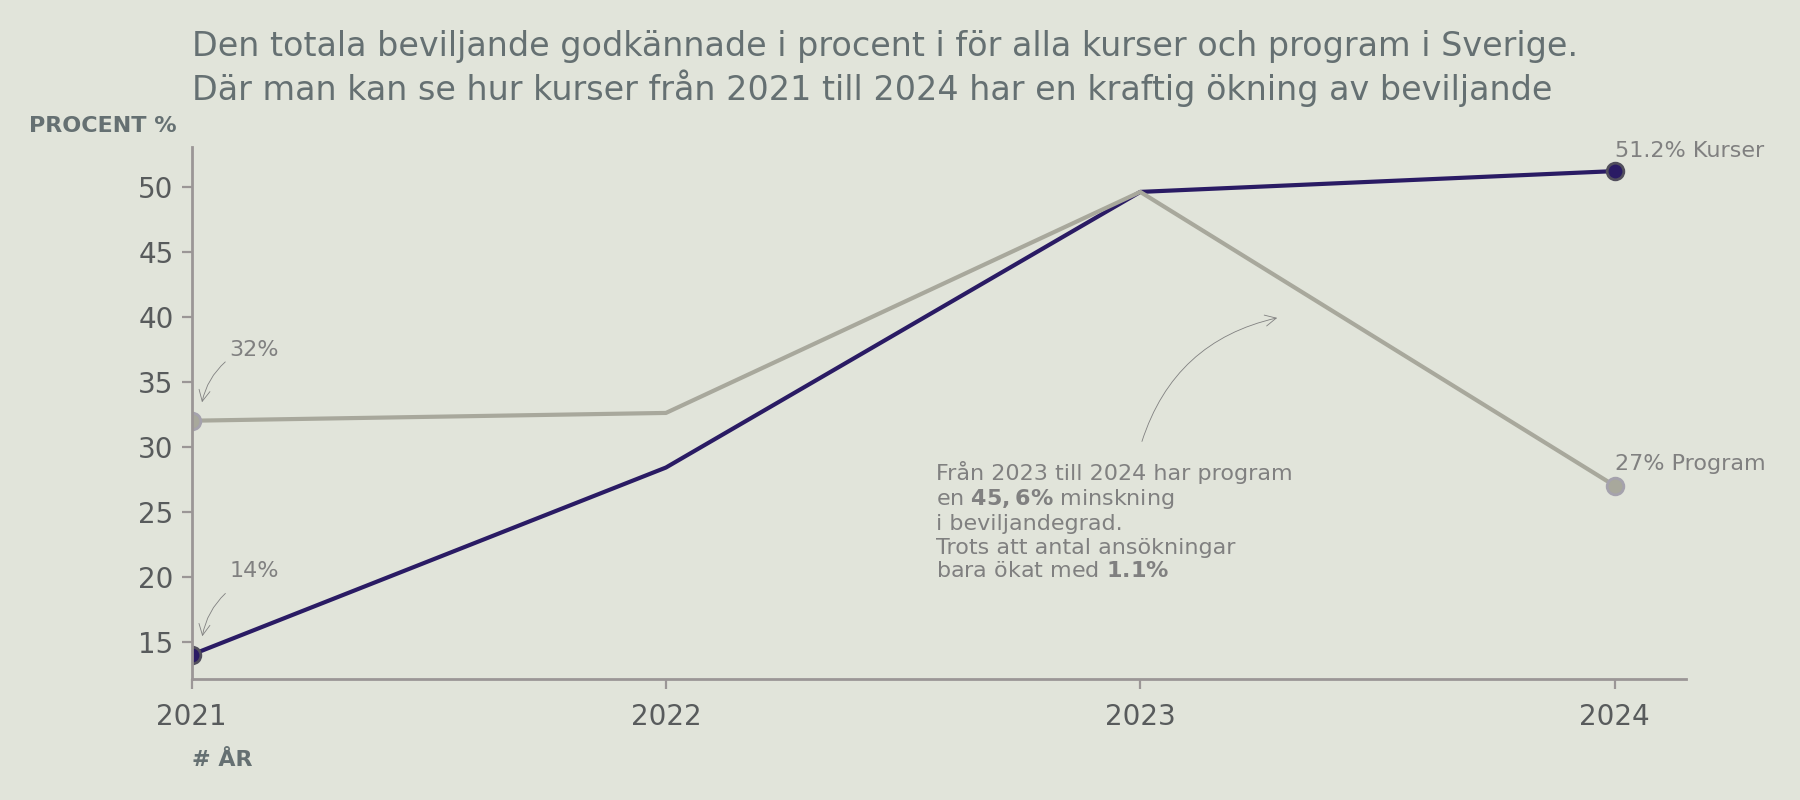 Den totala beviljande godkännade i procent i för alla kurser och program i Sverige.
Där man kan se hur kurser från 2021 till 2024 har en kraftig ökning av beviljande
PROCENT %
51.2% Kurser
50
45
40
32%
35
30
27% Program
Från 2023 till 2024 har program
en 45, 6% minskning
i beviljandegrad.
Trots att antal ansökningar
bara ökat med 1.1%
25
14%
20
15
2021
2022
2023
2024
# ÅR